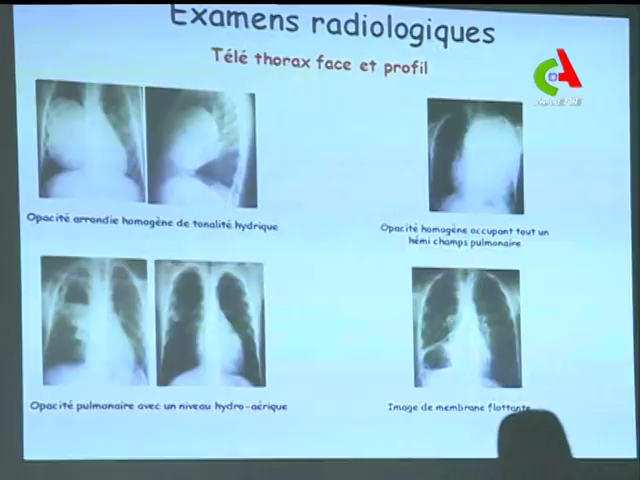 Examens radiologiques
Télé thorax face et profil
Opacité arrondie homogène de tonalité hydrique
Opacité homogène occupant tout un
hémi champs pulmonaire
Opacité pulmonaire avec un niveau hydro-aérique
Image de membrane flottante